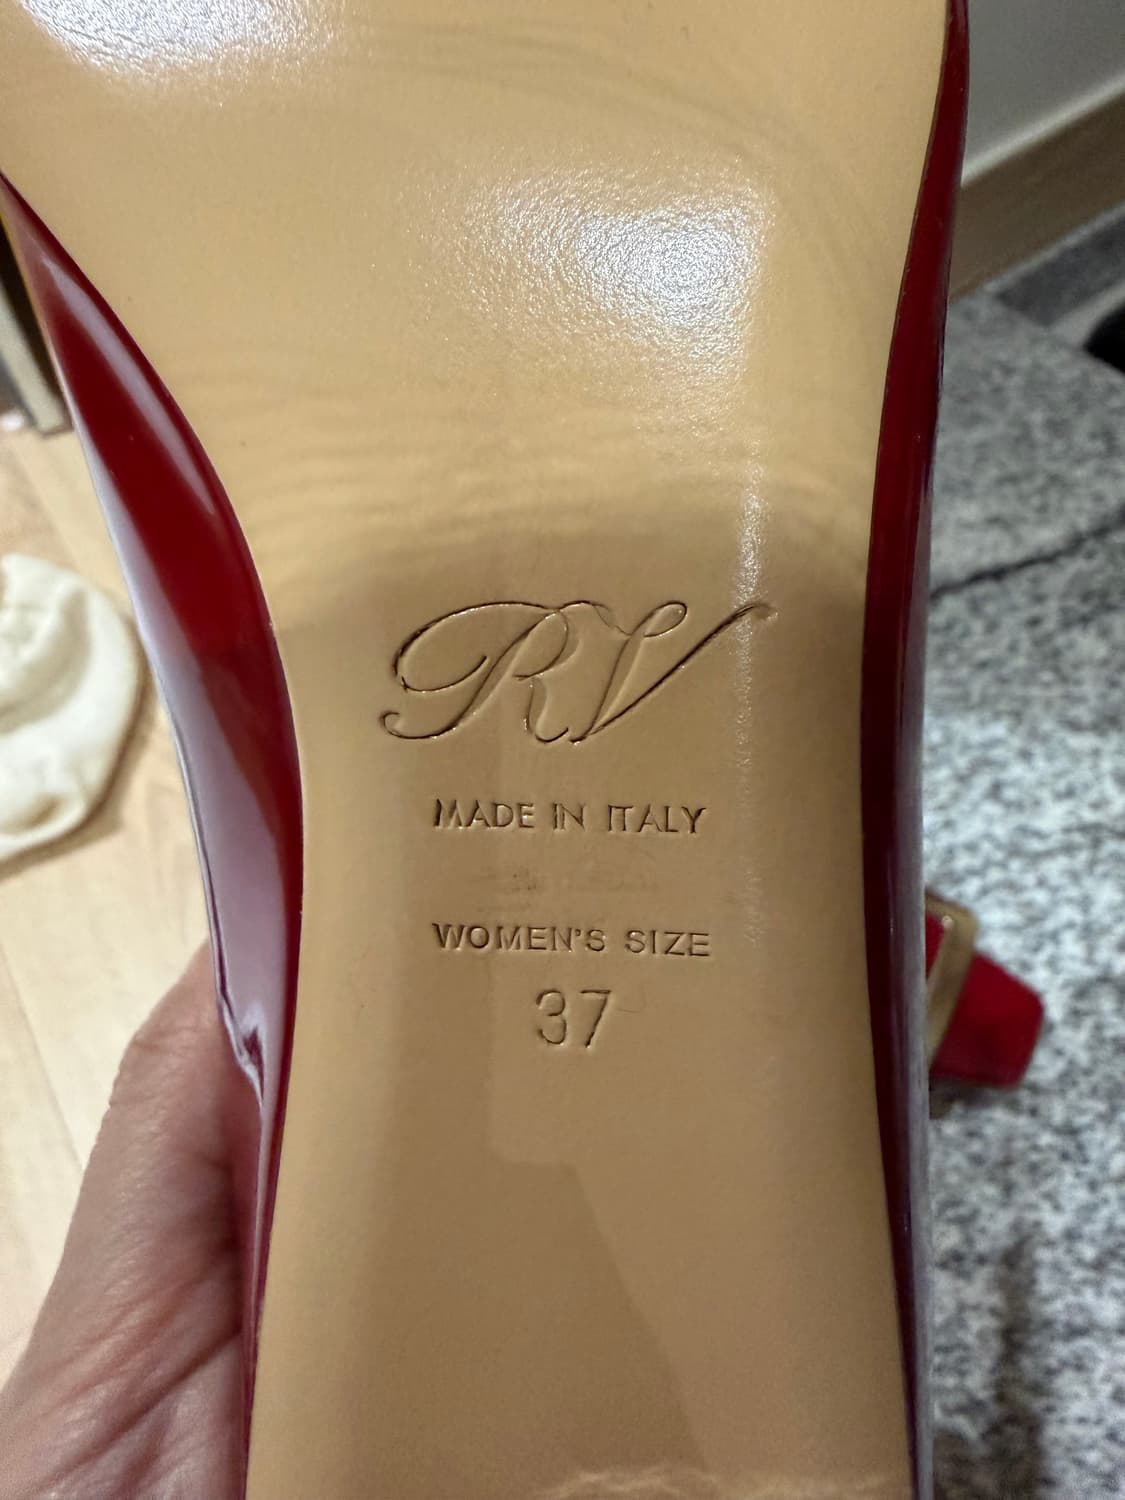 RV
MADE IN ITALY
WOMEN'S SIZE
37